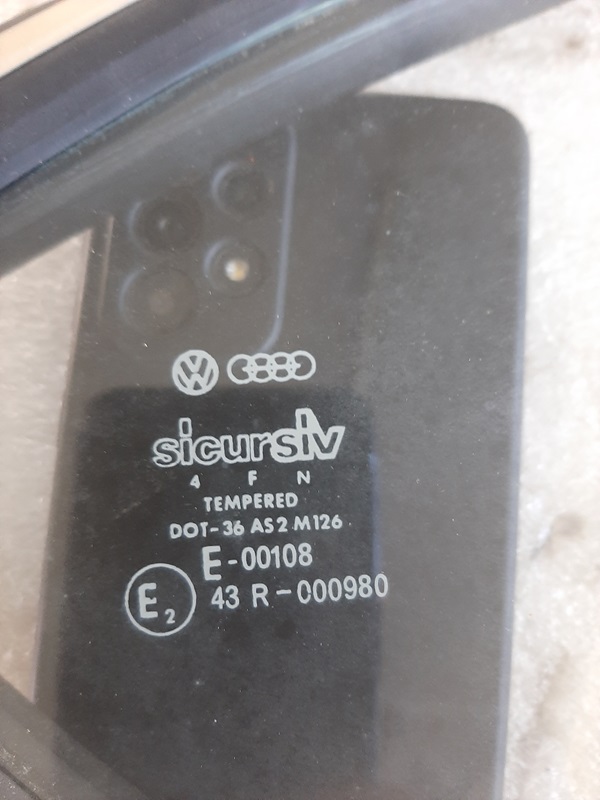 sicursiv
4 F N
TEMPERED
DOT-36 AS2 M126
E-00108
E2 43 R-000980